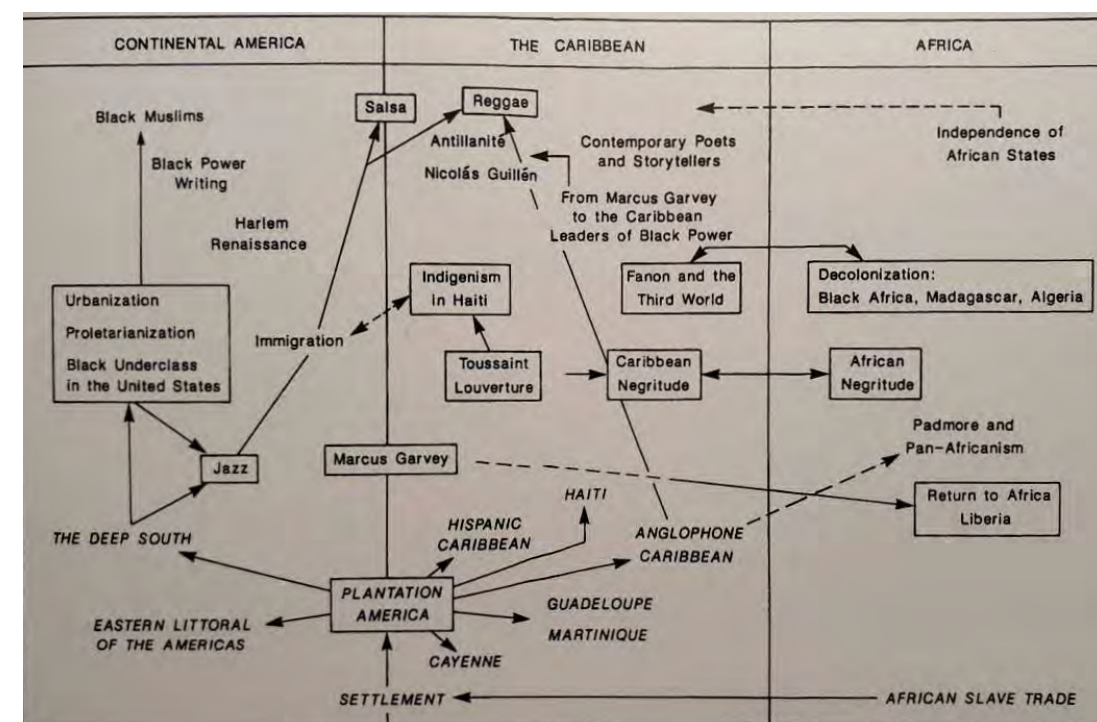 CONTINENTAL AMERICA
THE CARIBBEAN
AFRICA
Salsa
Reggae
Black Muslims
Black Power
Writing
Harlem
Renaissance
Antillanité
Nicolás Guillén
Contemporary Poets
and Storytellers
Independence of
African States
From Marcus Garvey
to the Caribbean
Leaders of Black Power
Urbanization
Proletarianization
Black Underclass
in the United States
Immigration
Indigenism
in Haiti
Fanon and the
Third World
Decolonization:
Black Africa, Madagascar, Algeria
Toussaint
Louverture
Caribbean
Negritude
African
Negritude
Jazz
Marcus Garvey
Padmore and
Pan-Africanism
Return to Africa
Liberia
THE DEEP SOUTH
HISPANIC
CARIBBEAN
HAITI
ANGLOPHONE
CARIBBEAN
PLANTATION
AMERICA
EASTERN LITTORAL
OF THE AMERICAS
GUADELOUPE
MARTINIQUE
CAYENNE
SETTLEMENT
AFRICAN SLAVE TRADE